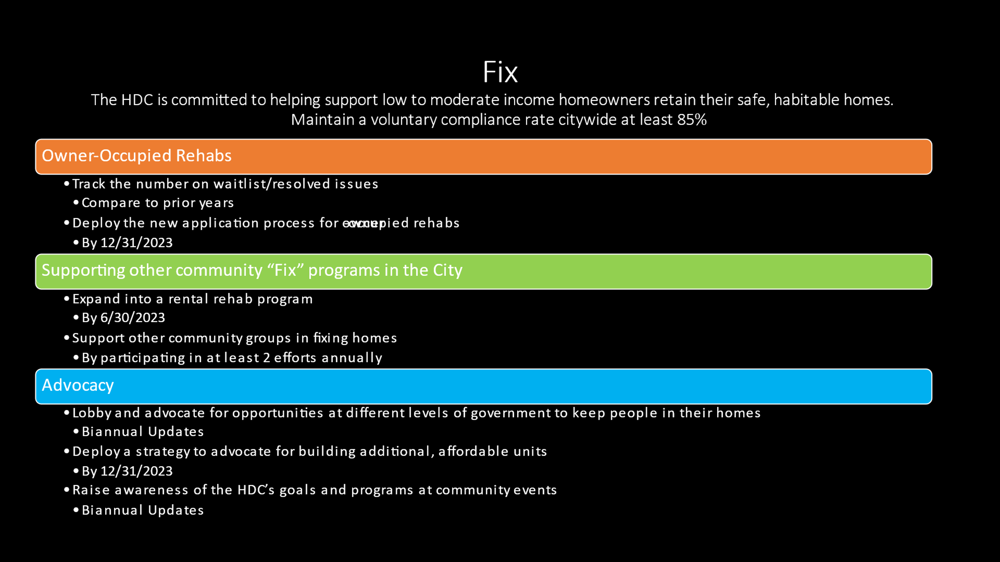 Fix
The HDC is committed to helping support low to moderate income homeowners retain their safe, habitable homes.
Maintain a voluntary compliance rate citywide at least 85%
Owner-Occupied Rehabs
• Track the number on waitlist/resolved issues
• Compare to prior years
• Deploy the new application process for rehabs
• By 12/31/2023
Supporting other community “Fix” programs in the City
• Expand into a rental rehab program
• By 6/30/2023
• Support other community groups in fixing homes
• By participating in at least 2 efforts annually
Advocacy
• Lobby and advocate for opportunities at different levels of government to keep people in their homes
• Biannual Updates
• Deploy a strategy to advocate for building additional, affordable units
• By 12/31/2023
• Raise awareness of the HDC’s goals and programs at community events
• Biannual Updates